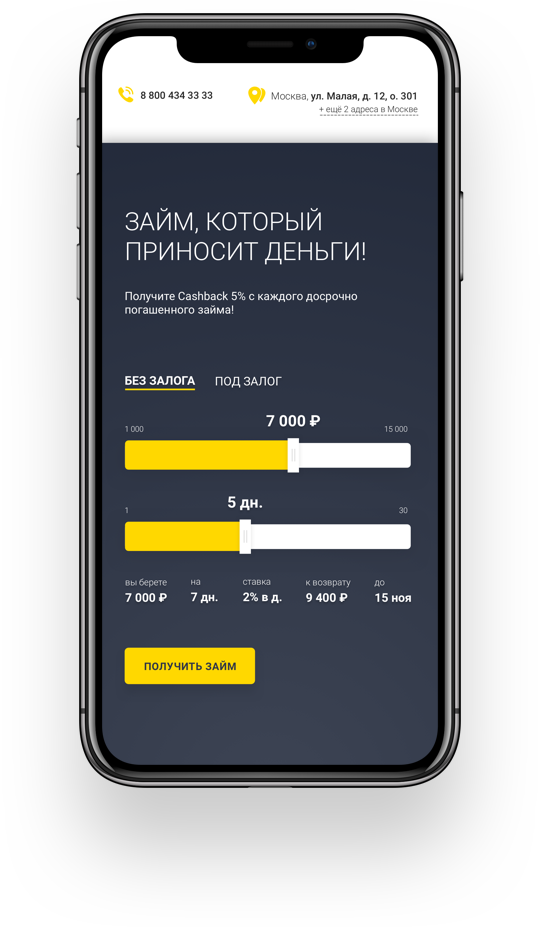 8 800 434 33 33
Москва, ул. Малая, д. 12, о. 301
+ ещё 2 адреса в Москве
ЗАЙМ, КОТОРЫЙ
ПРИНОСИТ ДЕНЬГИ!
Получите Cashback 5% с каждого досрочно
погашенного займа!
БЕЗ ЗАЛОГА ПОД ЗАЛОГ
7 000 ₽
1 000 15 000
5 дн.
1 30
вы берете на ставка к возврату до
7 000 ₽ 7 дн. 2% в д. 9 400 ₽ 15 ноя
ПОЛУЧИТЬ ЗАЙМ